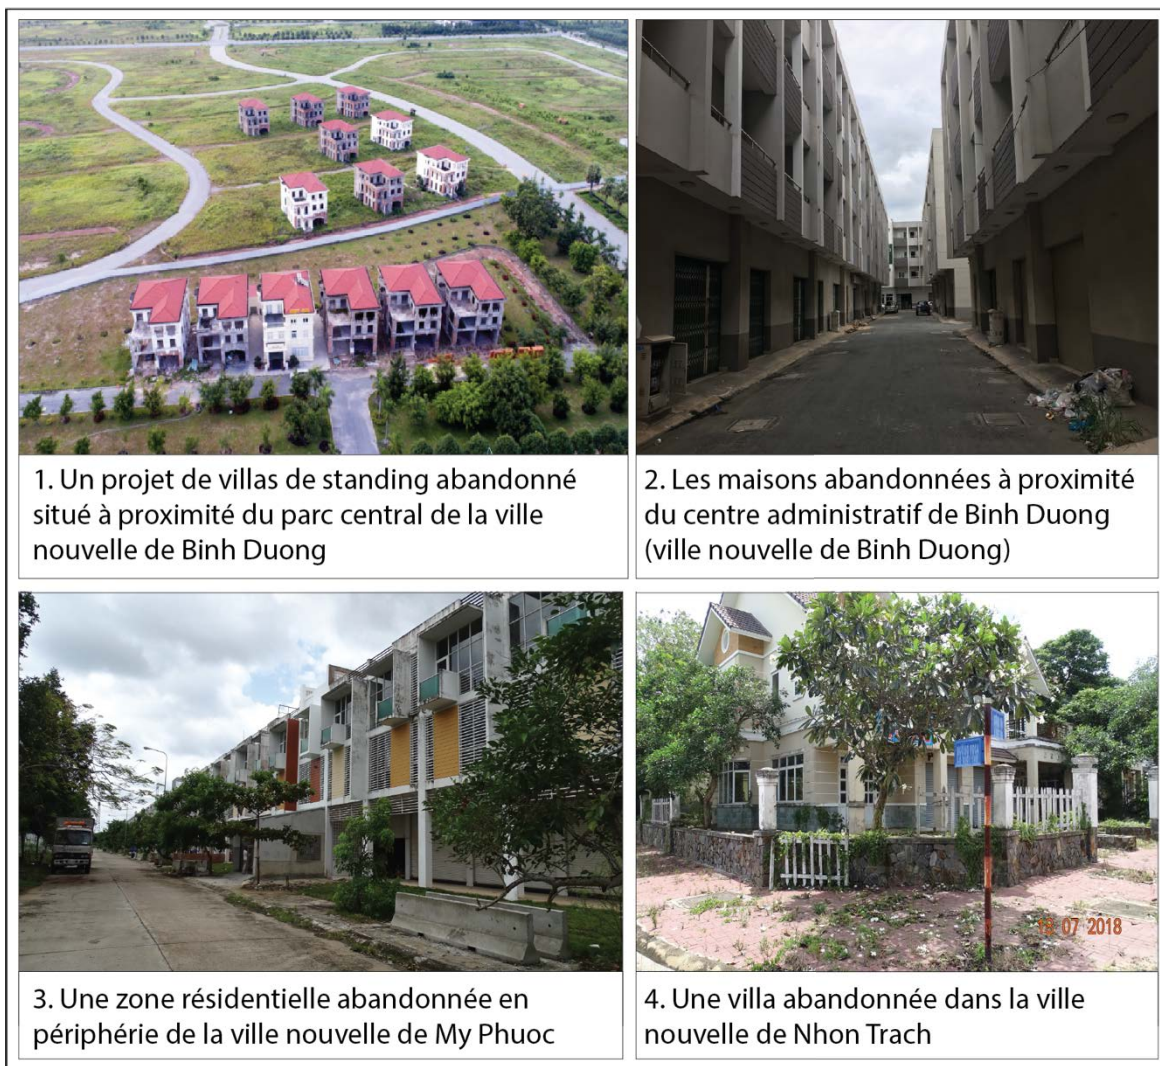 1. Un projet de villas de standing abandonné
situé à proximité du parc central de la ville
nouvelle de Binh Duong
2. Les maisons abandonnées à proximité
du centre administratif de Binh Duong
(ville nouvelle de Binh Duong)
07 2018
3. Une zone résidentielle abandonnée en
périphérie de la ville nouvelle de My Phuoc
4. Une villa abandonnée dans la ville
nouvelle de Nhon Trach